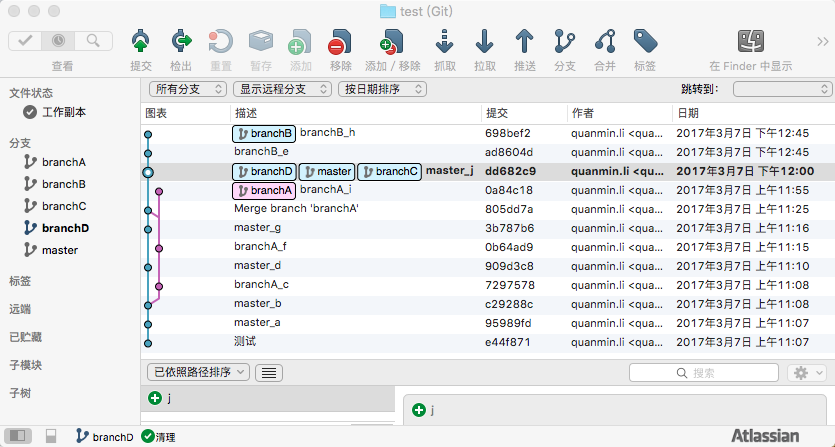 test (Git)
查看 提交 检出 重置 暂存 添加 移除 添加 / 移除 抓取 拉取 推送 分支 合并 标签 在 Finder 中显示
文件状态
工作副本
分支
branchA
branchB
branchC
branchD
master
标签
远端
已贮藏
子模块
子树
所有分支 显示远程分支 按日期排序 跳转到:
图表 描述 提交 作者 日期
branchB branchB_h 698bef2 quanmin.li <qua... 2017年3月7日 下午12:45
branchB_e ad8604d quanmin.li <qua... 2017年3月7日 下午12:45
branchD master branchC master_j dd682c9 quanmin.li <qua... 2017年3月7日 下午12:00
branchA branchA_i 0a84c18 quanmin.li <qua... 2017年3月7日 上午11:55
Merge branch 'branchA' 805dd7a quanmin.li <qua... 2017年3月7日 上午11:25
master_g 3b787b6 quanmin.li <qua... 2017年3月7日 上午11:16
branchA_f 0b64ad9 quanmin.li <qua... 2017年3月7日 上午11:15
master_d 909d3c8 quanmin.li <qua... 2017年3月7日 上午11:10
branchA_c 7297578 quanmin.li <qua... 2017年3月7日 上午11:08
master_b c29288c quanmin.li <qua... 2017年3月7日 上午11:08
master_a 95989fd quanmin.li <qua... 2017年3月7日 上午11:07
测试 e44f871 quanmin.li <qua... 2017年3月7日 上午11:07
已依照路径排序 搜索
j
j
branchD 清理 Atlassian